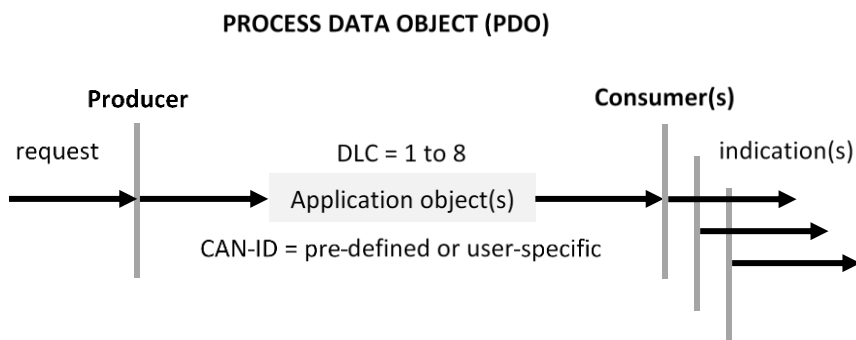 PROCESS DATA OBJECT (PDO)
Producer
Consumer(s)
request
DLC = 1 to 8
indication(s)
Application object(s)
CAN-ID = pre-defined or user-specific